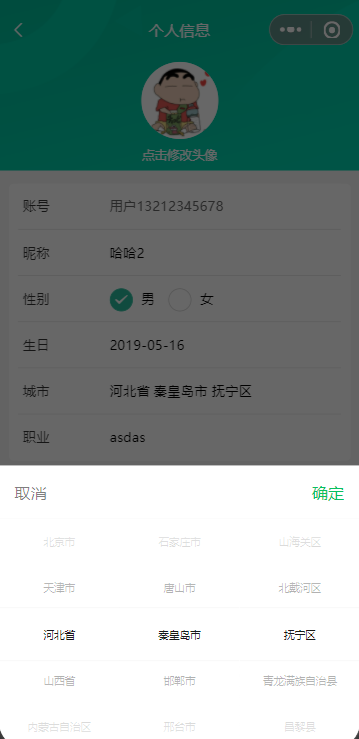 个人信息
点击修改头像
账号 用户13212345678
昵称 哈哈2
性别 男 女
生日 2019-05-16
城市 河北省 秦皇岛市 抚宁区
职业 asdas
取消 确定
北京市 石家庄市 山海关区
天津市 唐山市 北戴河区
河北省 秦皇岛市 抚宁区
山西省 邯郸市 青龙满族自治县
内蒙古自治区 邢台市 昌黎县